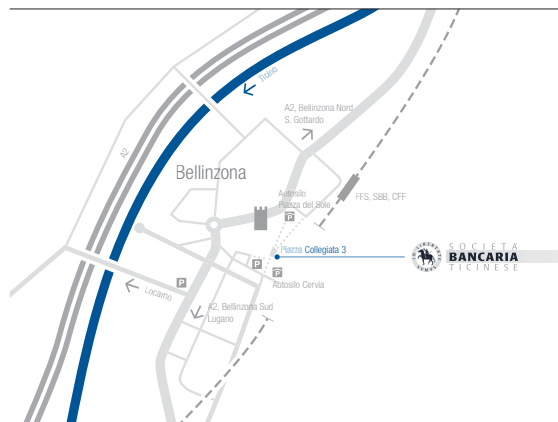 Ticino
A2, Bellinzona Nord
S. Gottardo
A2
Bellinzona
Autosilo
Piazza del Sole
P
FFS, SBB, CFF
Piazza Collegiata 3
SOCIETÀ
BANCARIA
TICINESE
P
P
P
Autosilo Cervia
Locarno
A2, Bellinzona Sud
Lugano